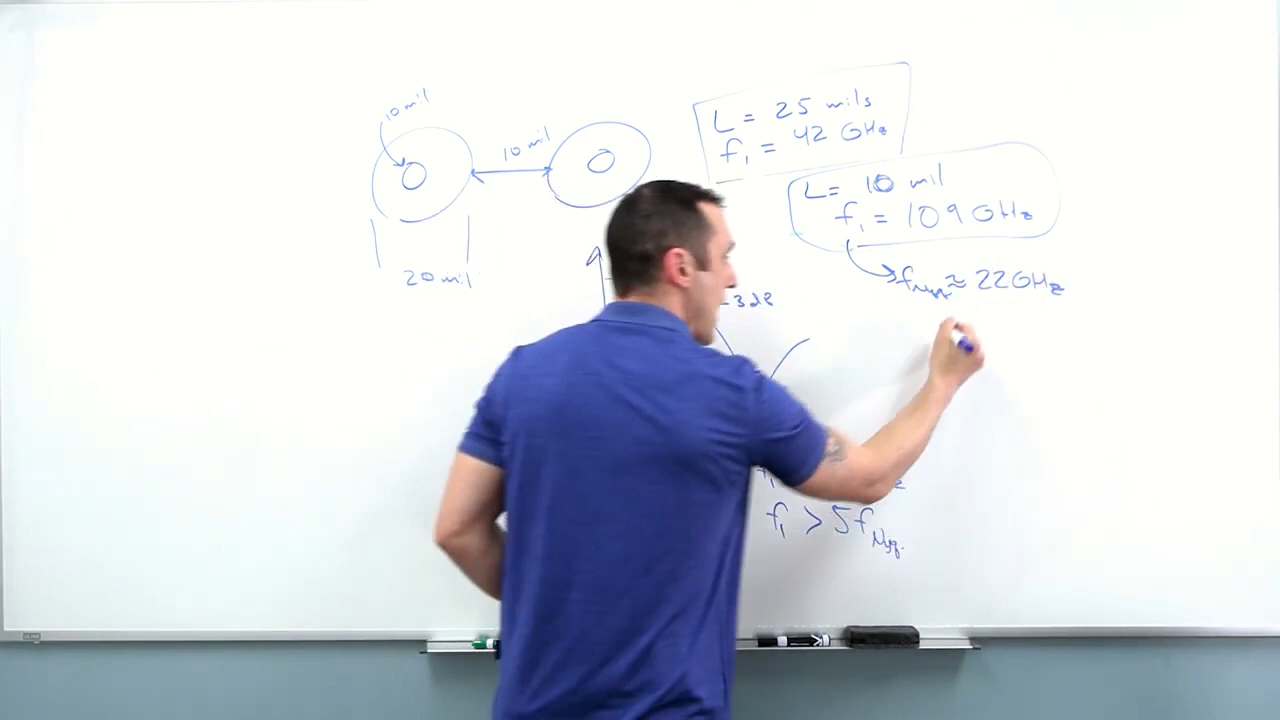 10 mil
10 mil
20 mil
L = 25 mils
f₁ = 42 GHz
L = 10 mil
f₁ = 109 GHz
≈ 22 GHz
f₁ > 5f Nyq.